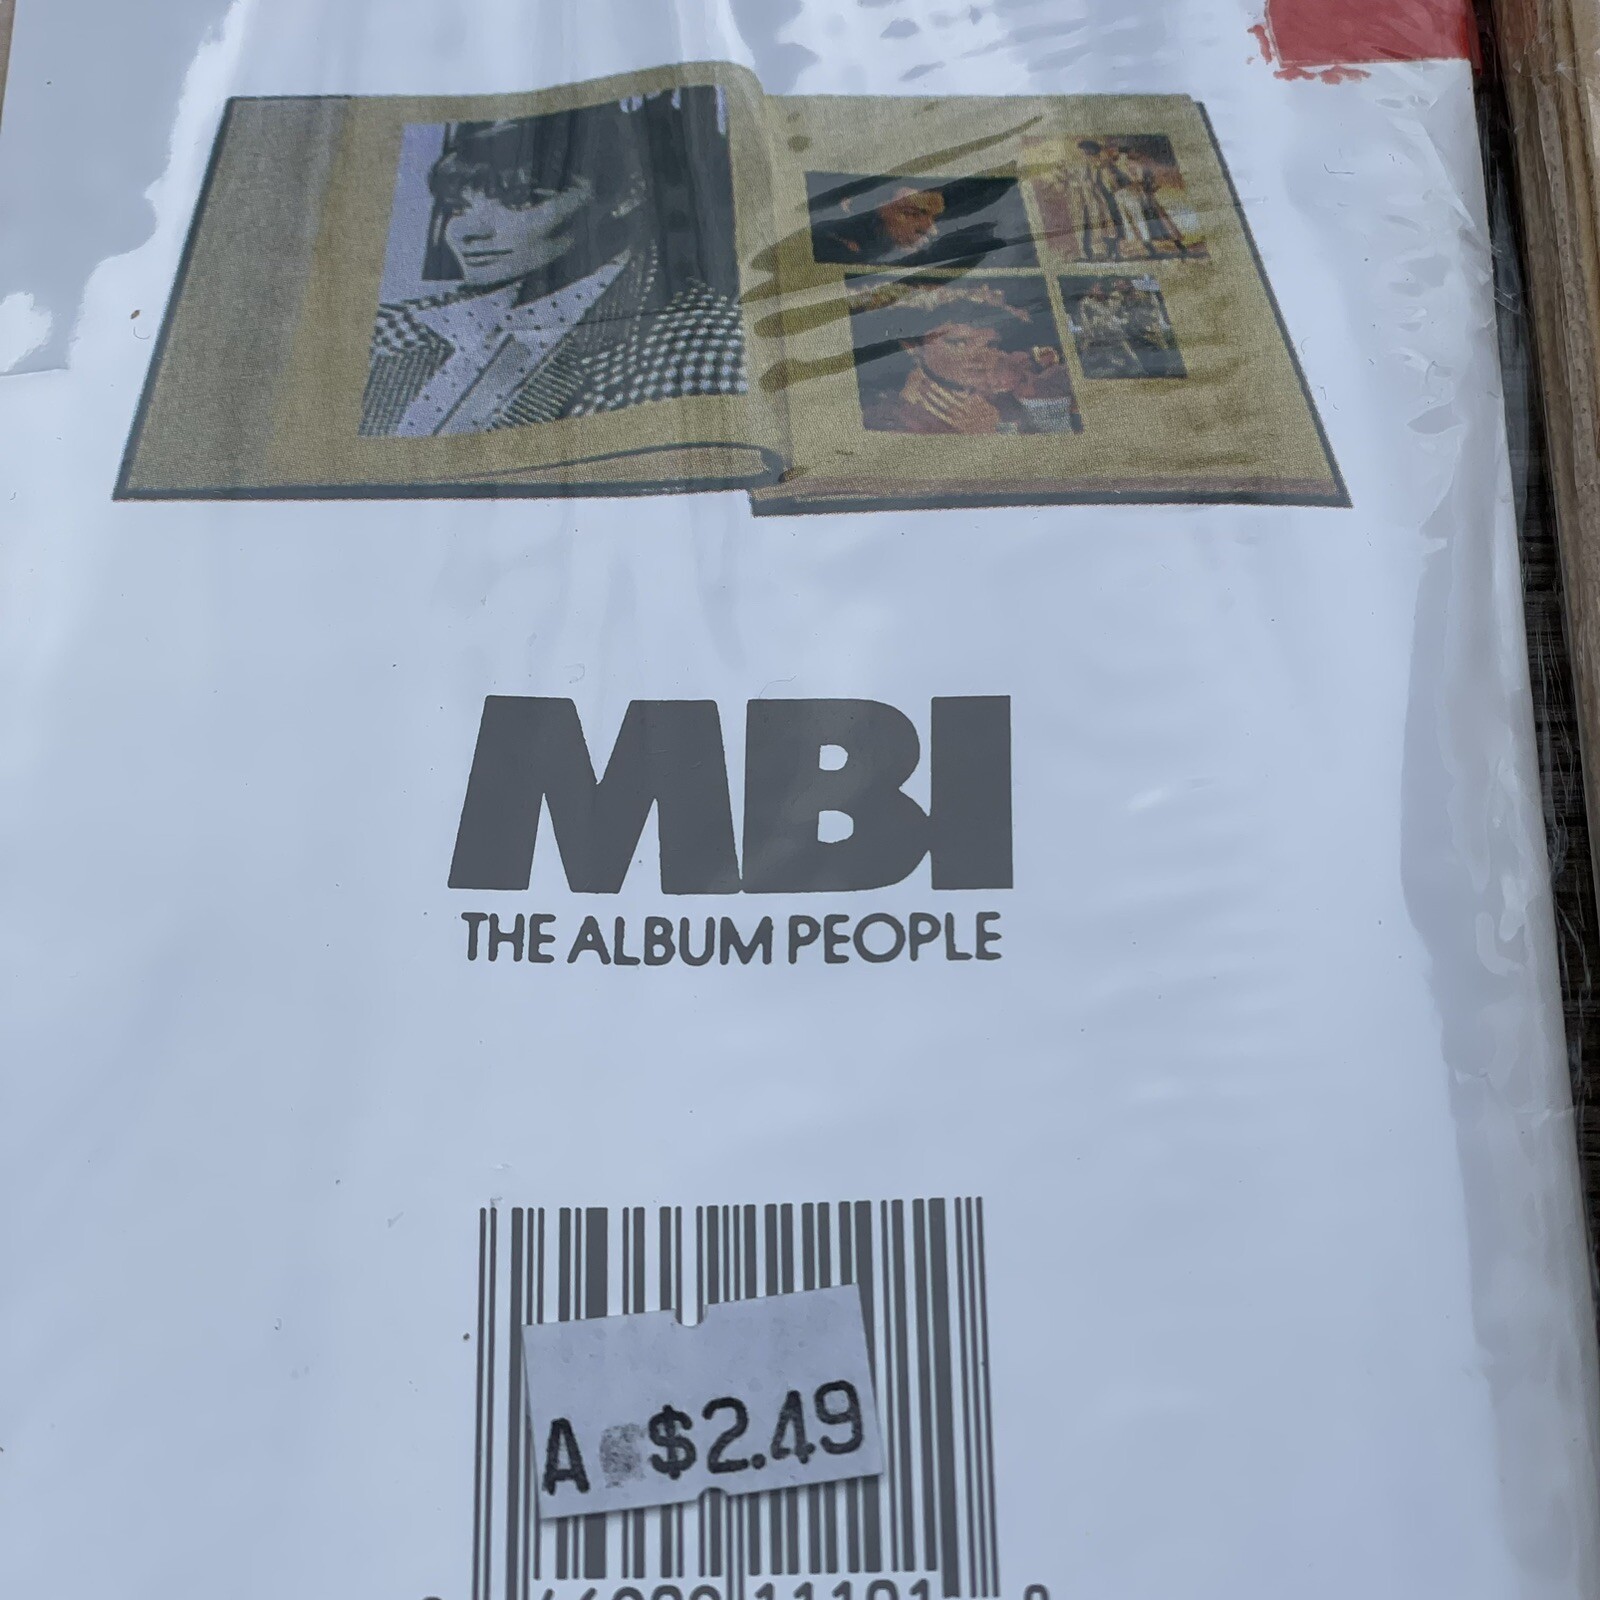 MBI
THE ALBUM PEOPLE
A $2.49